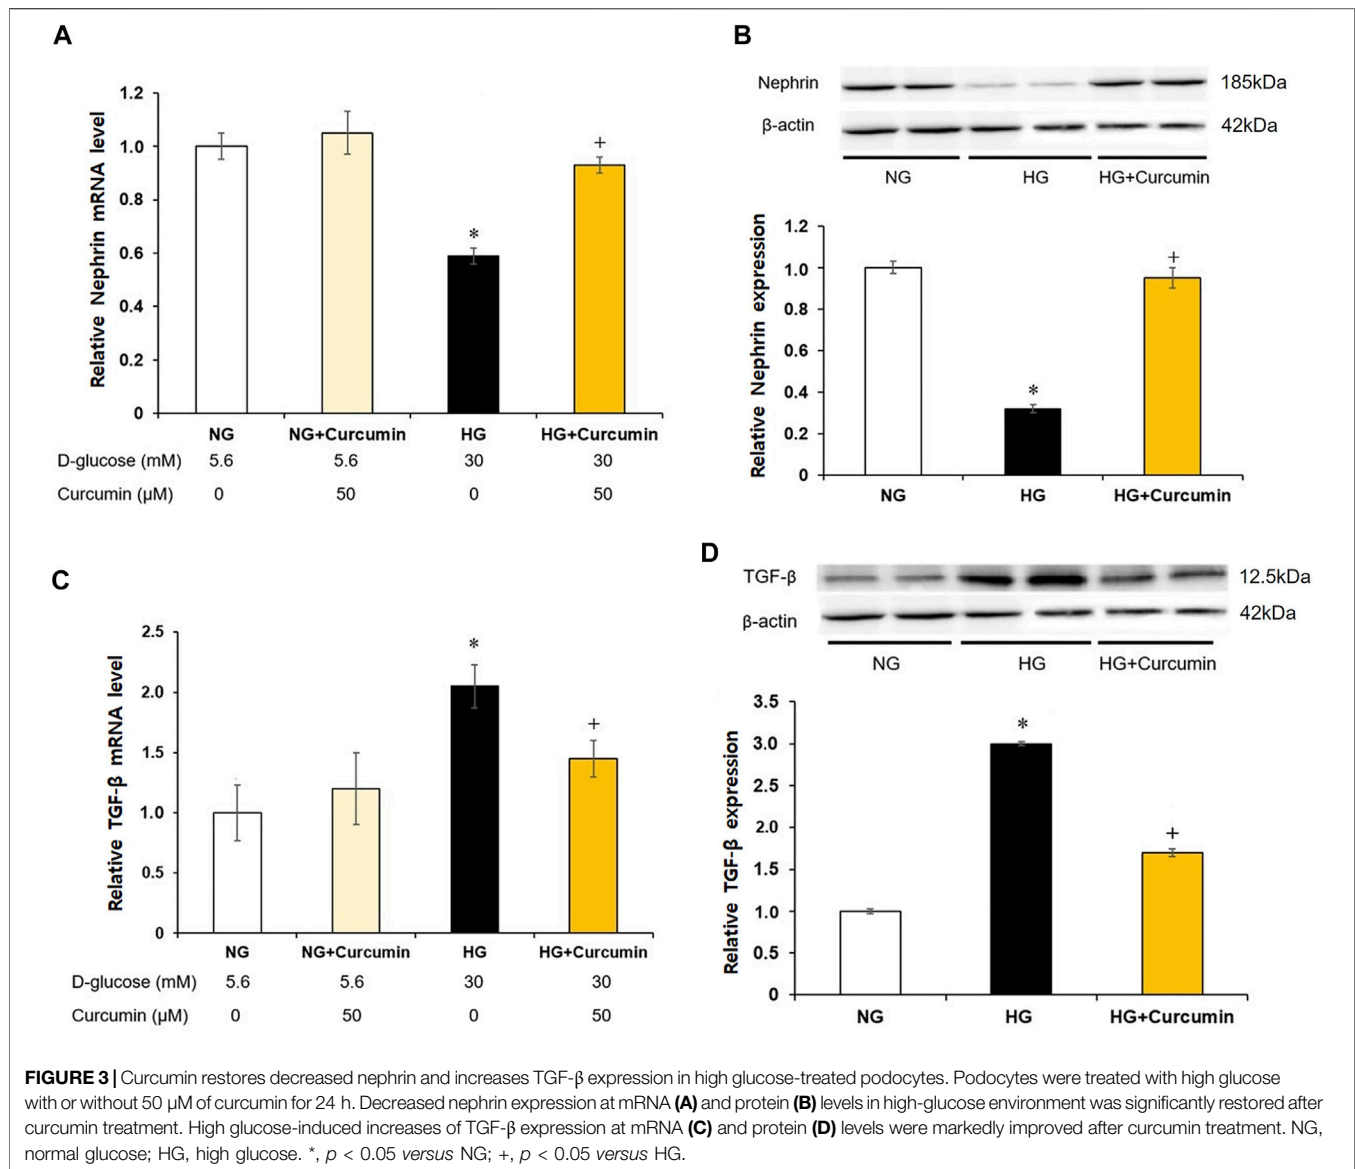 A
1.2
1.0
0.8
0.6
0.4
0.2
0
Relative Nephrin mRNA level
*
+
NG NG+Curcumin HG HG+Curcumin
D-glucose (mM) 5.6 5.6 30 30
Curcumin (µM) 0 50 0 50
B
Nephrin 185kDa
β-actin 42kDa
NG HG HG+Curcumin
1.2
1.0
0.8
0.6
0.4
0.2
0
Relative Nephrin expression
*
+
NG HG HG+Curcumin
C
2.5
2.0
1.5
1.0
0.5
0
Relative TGF-β mRNA level
*
+
NG NG+Curcumin HG HG+Curcumin
D-glucose (mM) 5.6 5.6 30 30
Curcumin (µM) 0 50 0 50
D
TGF-β 12.5kDa
β-actin 42kDa
NG HG HG+Curcumin
3.5
3.0
2.5
2.0
1.5
1.0
0.5
0
Relative TGF-β expression
*
+
NG HG HG+Curcumin
FIGURE 3 | Curcumin restores decreased nephrin and increases TGF-β expression in high glucose-treated podocytes. Podocytes were treated with high glucose
with or without 50 µM of curcumin for 24 h. Decreased nephrin expression at mRNA (A) and protein (B) levels in high-glucose environment was significantly restored after
curcumin treatment. High glucose-induced increases of TGF-β expression at mRNA (C) and protein (D) levels were markedly improved after curcumin treatment. NG,
normal glucose; HG, high glucose. *, p < 0.05 versus NG; +, p < 0.05 versus HG.